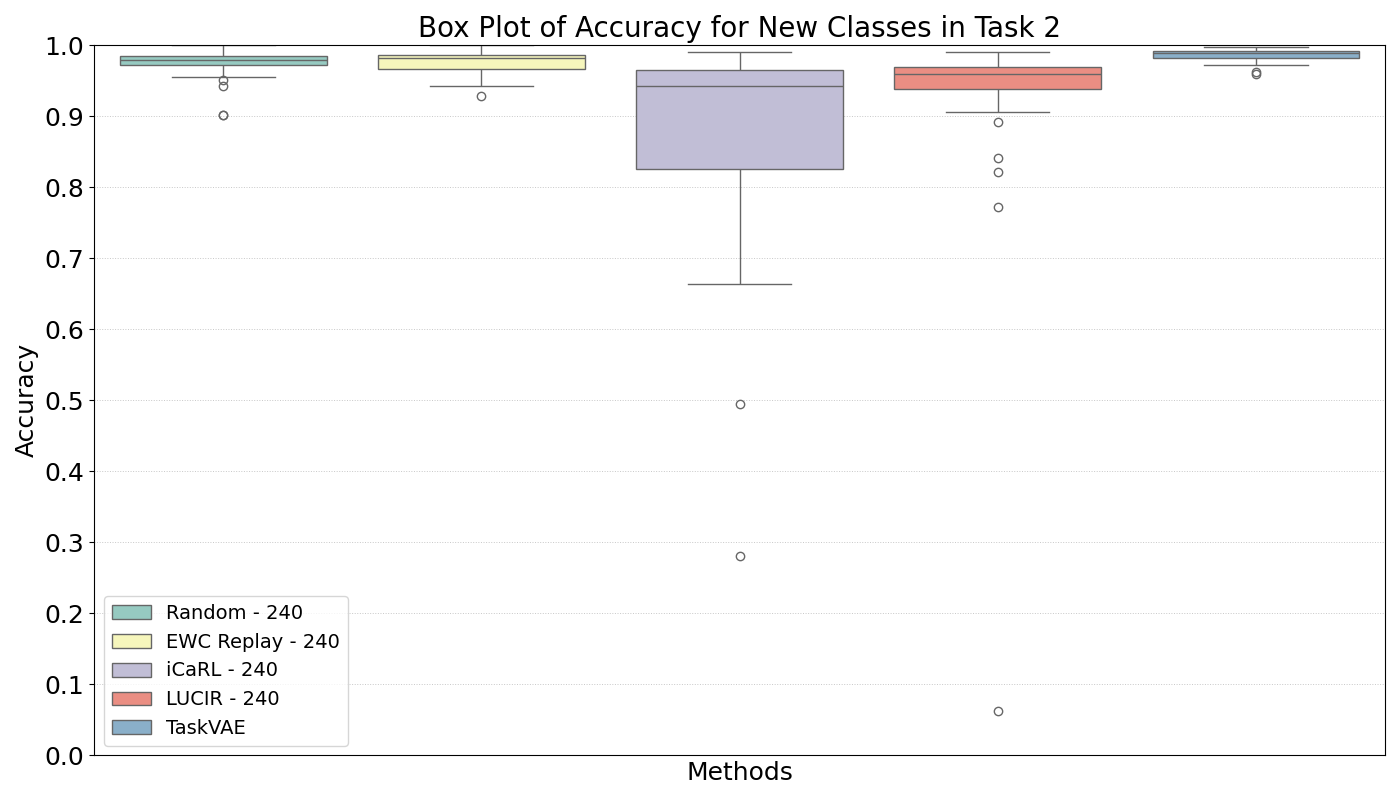 Box Plot of Accuracy for New Classes in Task 2
1.0
0.9
0.8
0.7
0.6
0.5
0.4
0.3
0.2
0.1
0.0
Accuracy
Random - 240
EWC Replay - 240
iCaRL - 240
LUCIR - 240
TaskVAE
Methods